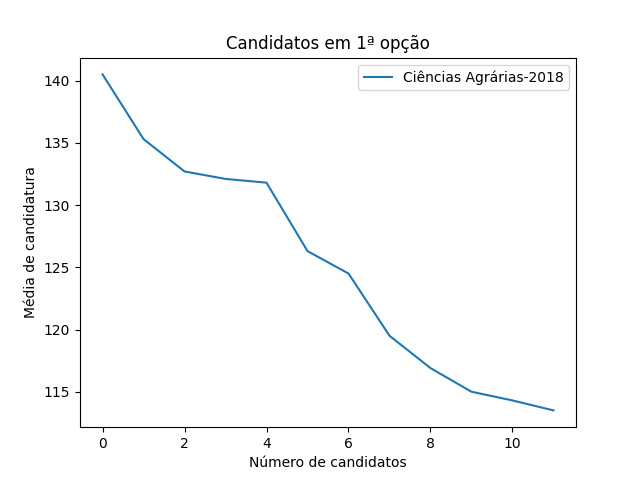 Candidatos em 1ª opção
Ciências Agrárias-2018
Média de candidatura
140
135
130
125
120
115
0 2 4 6 8 10
Número de candidatos